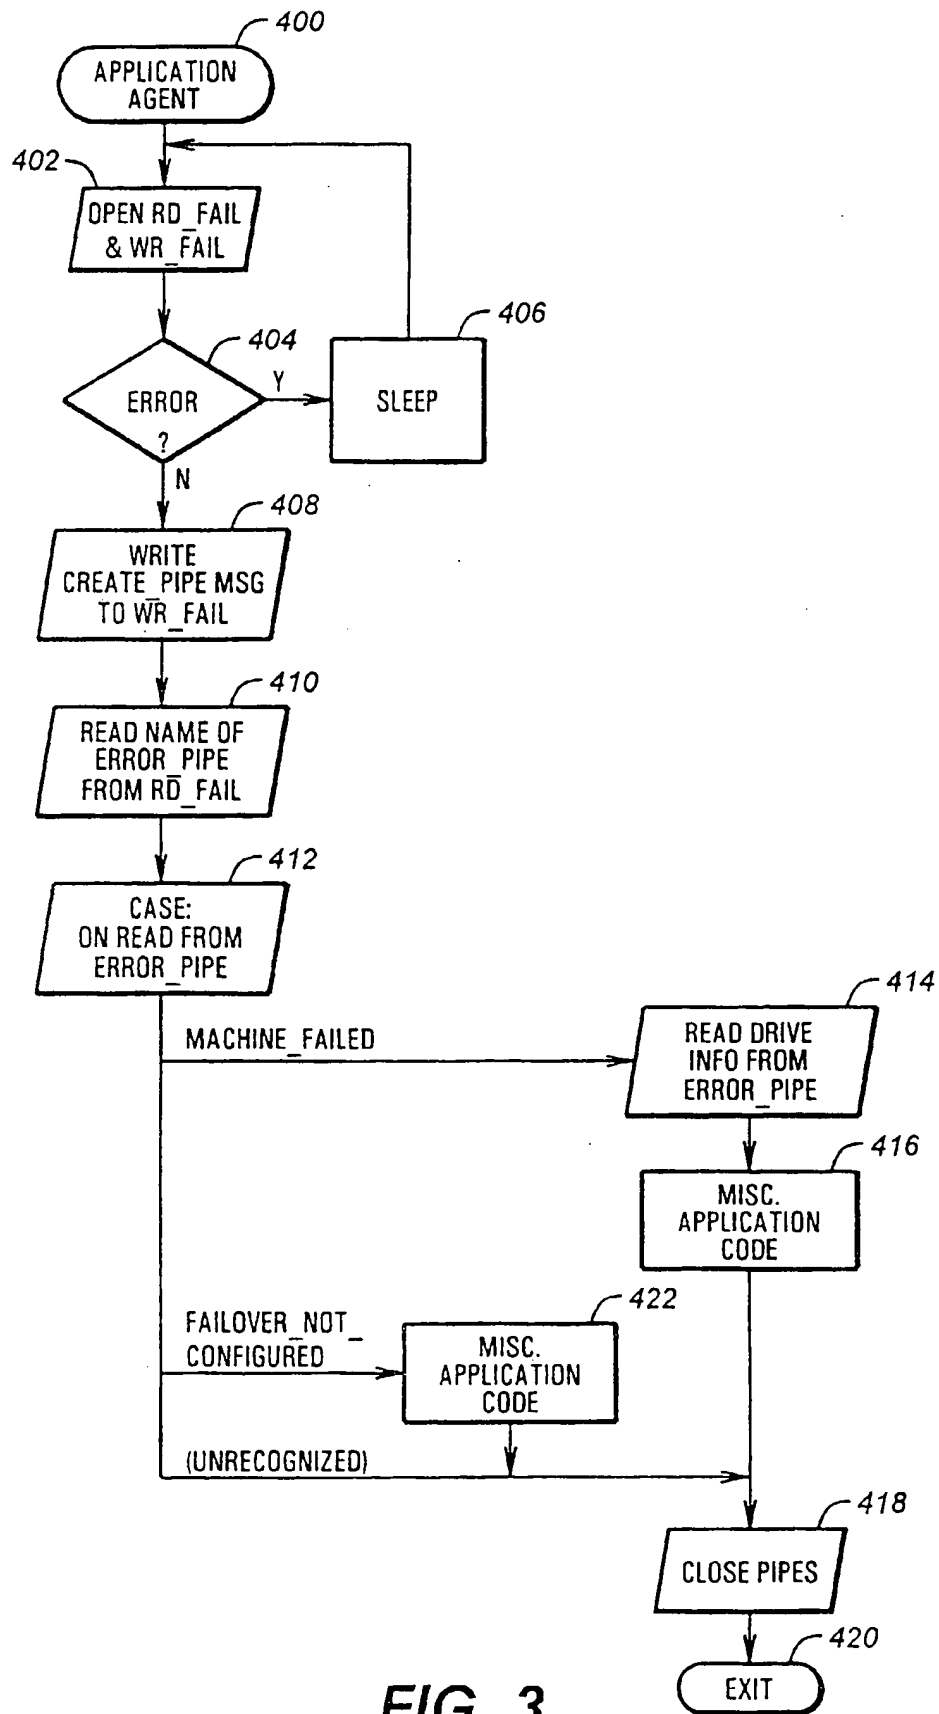 400
APPLICATION
AGENT
402
OPEN RD_FAIL
& WR_FAIL
406
404
ERROR
?
Y
SLEEP
N
408
WRITE
CREATE_PIPE MSG
TO WR_FAIL
410
READ NAME OF
ERROR_PIPE
FROM RD_FAIL
412
CASE:
ON READ FROM
ERROR_PIPE
414
MACHINE_FAILED
READ DRIVE
INFO FROM
ERROR_PIPE
416
MISC.
APPLICATION
CODE
422
FAILOVER_NOT_
CONFIGURED
MISC.
APPLICATION
CODE
(UNRECOGNIZED)
418
CLOSE PIPES
420
EXIT
FIG. 3